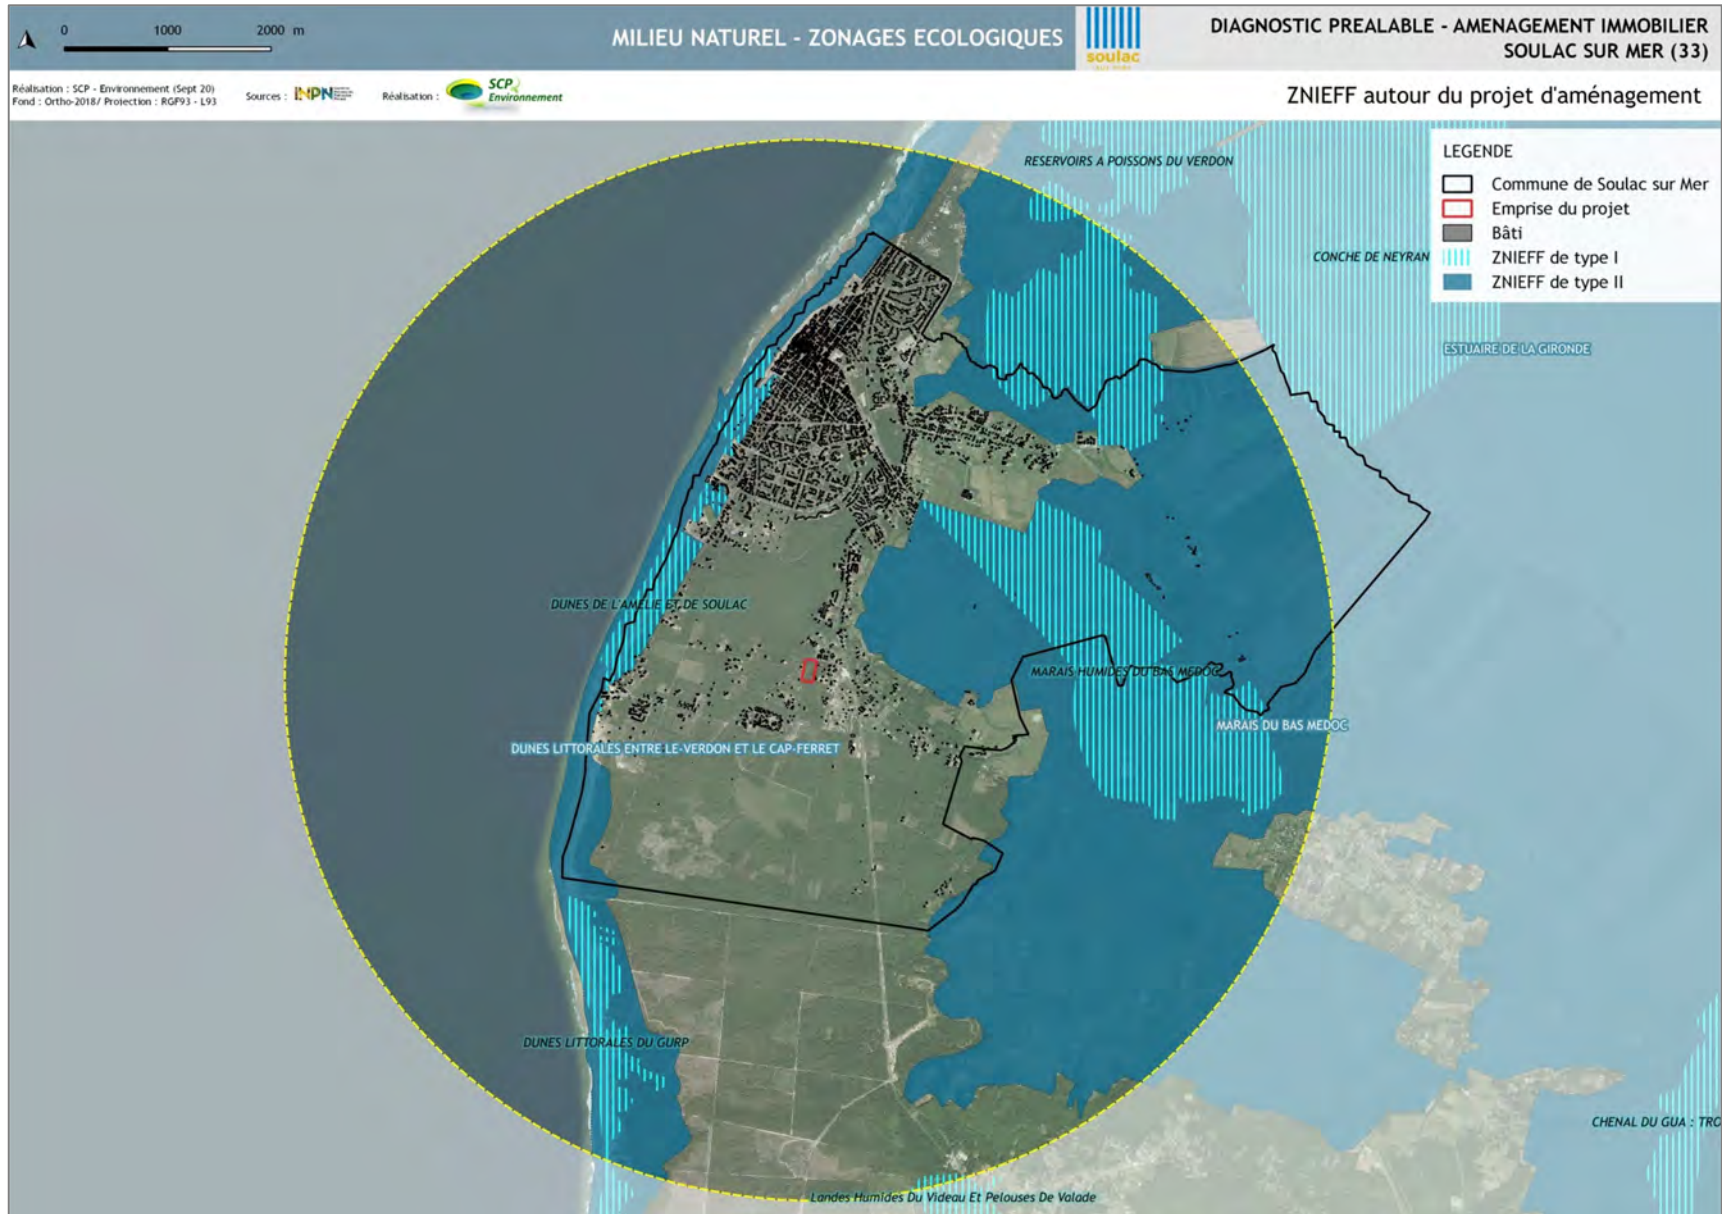 0 1000 2000 m
MILIEU NATUREL - ZONAGES ECOLOGIQUES
soulac
DIAGNOSTIC PREALABLE - AMENAGEMENT IMMOBILIER
SOULAC SUR MER (33)
Réalisation : SCP - Environnement (Sept 20)
Fond : Ortho-2018/ Projection : RGF93 - L93
Sources : INPN
Réalisation : SCP
Environnement
ZNIEFF autour du projet d'aménagement
LEGENDE
Commune de Soulac sur Mer
Emprise du projet
Bâti
ZNIEFF de type I
ZNIEFF de type II
RESERVOIRS A POISSONS DU VERDON
CONCHE DE NEYRAN
ESTUAIRE DE LA GIRONDE
DUNES DE L'AMELIE ET DE SOULAC
MARAIS HUMIDES DU BAS MEDOC
MARAIS DU BAS MEDOC
DUNES LITTORALES ENTRE LE-VERDON ET LE CAP-FERRET
DUNES LITTORALES DU GURP
CHENAL DU GUA : TRO
Landes Humides Du Videau Et Pelouses De Valade